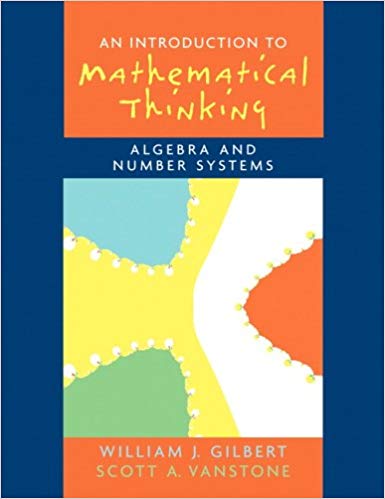 AN INTRODUCTION TO
Mathematical
Thinking
ALGEBRA AND
NUMBER SYSTEMS
WILLIAM J. GILBERT
SCOTT A. VANSTONE